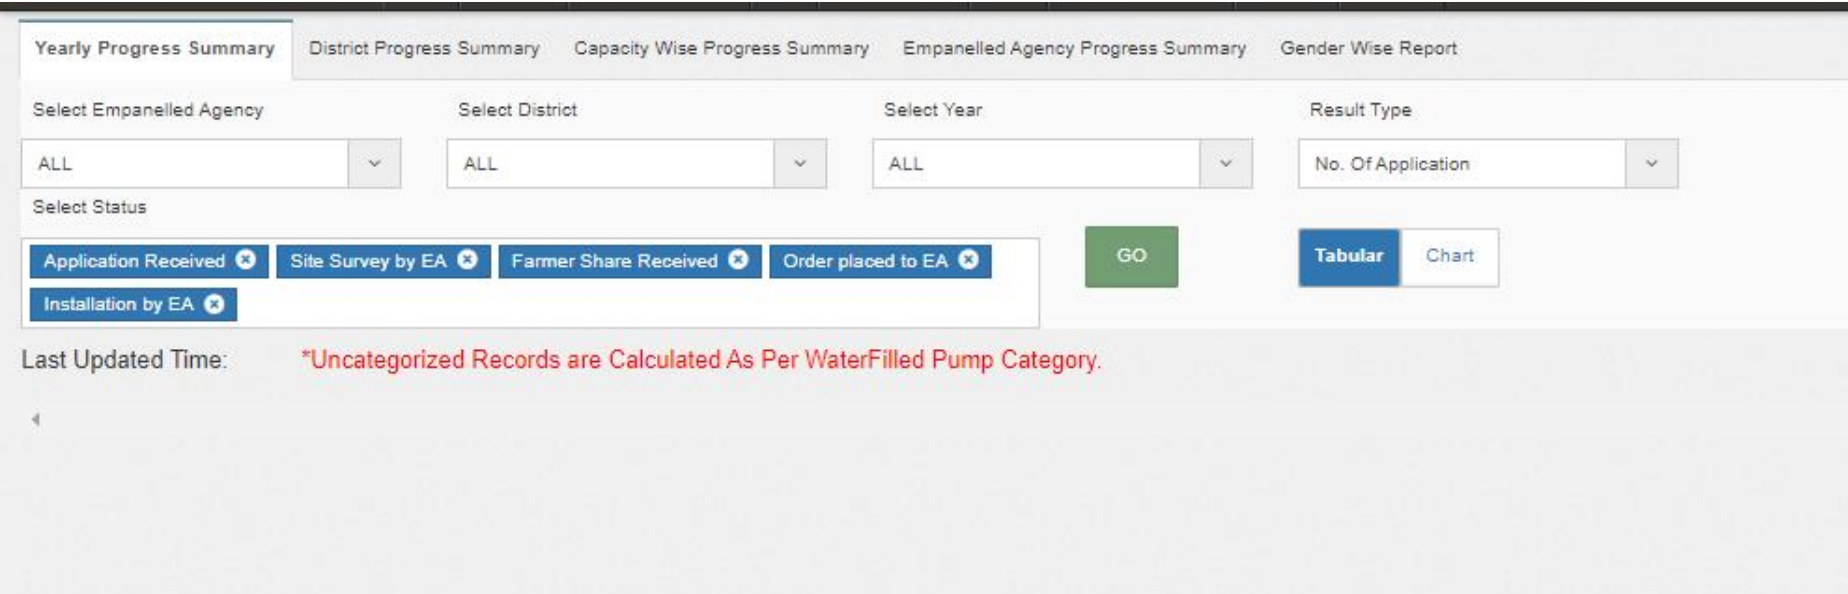 Yearly Progress Summary District Progress Summary Capacity Wise Progress Summary Empanelled Agency Progress Summary Gender Wise Report
Select Empanelled Agency Select District Select Year Result Type
ALL ALL ALL No. Of Application
Select Status
Application Received Site Survey by EA Farmer Share Received Order placed to EA GO Tabular Chart
Installation by EA
Last Updated Time: *Uncategorized Records are Calculated As Per WaterFilled Pump Category.